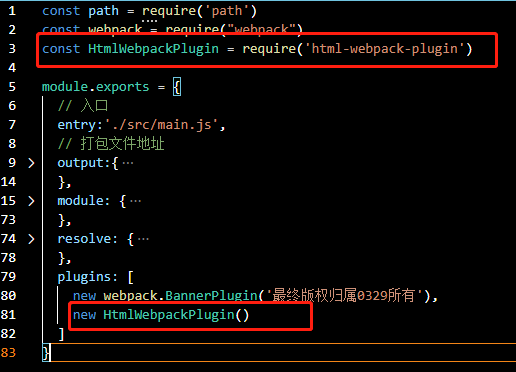 1 const path = require('path')
2 const webpack = require("webpack")
3 const HtmlWebpackPlugin = require('html-webpack-plugin')
4
5 module.exports = {
6 // 入口
7 entry:'./src/main.js',
8 // 打包文件地址
9 output:{…
14 },
15 module: {…
73 },
74 resolve: {…
78 },
79 plugins: [
80 new webpack.BannerPlugin('最终版权归属0329所有'),
81 new HtmlWebpackPlugin()
82 ]
83 }